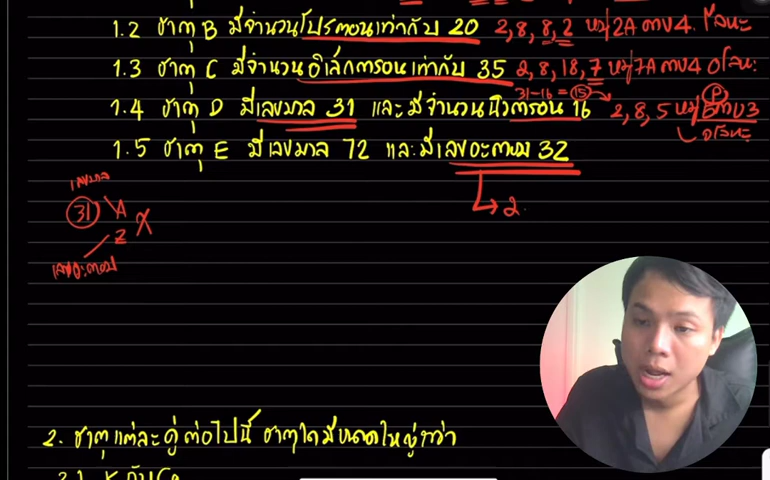 1.2 ธาตุ B มีจำนวนโปรตอนเท่ากับ 20 2, 8, 8, 2 หมู่ 2A คาบ 4. โลหะ
1.3 ธาตุ C มีจำนวนอิเล็กตรอนเท่ากับ 35 2, 8, 18, 7 หมู่ 7A คาบ 4 อโลหะ
31-16 = 15
1.4 ธาตุ D มีเลขมวล 31 และมีจำนวนนิวตรอน 16 2, 8, 5 หมู่ 5 คาบ 3
P
อโลหะ
1.5 ธาตุ E มีเลขมวล 72 และมีเลขอะตอม 32
2
เลขมวล
31 A X
Z
เลขอะตอม
2. ธาตุแต่ละคู่ต่อไปนี้ ธาตุใดมีขนาดใหญ่กว่า